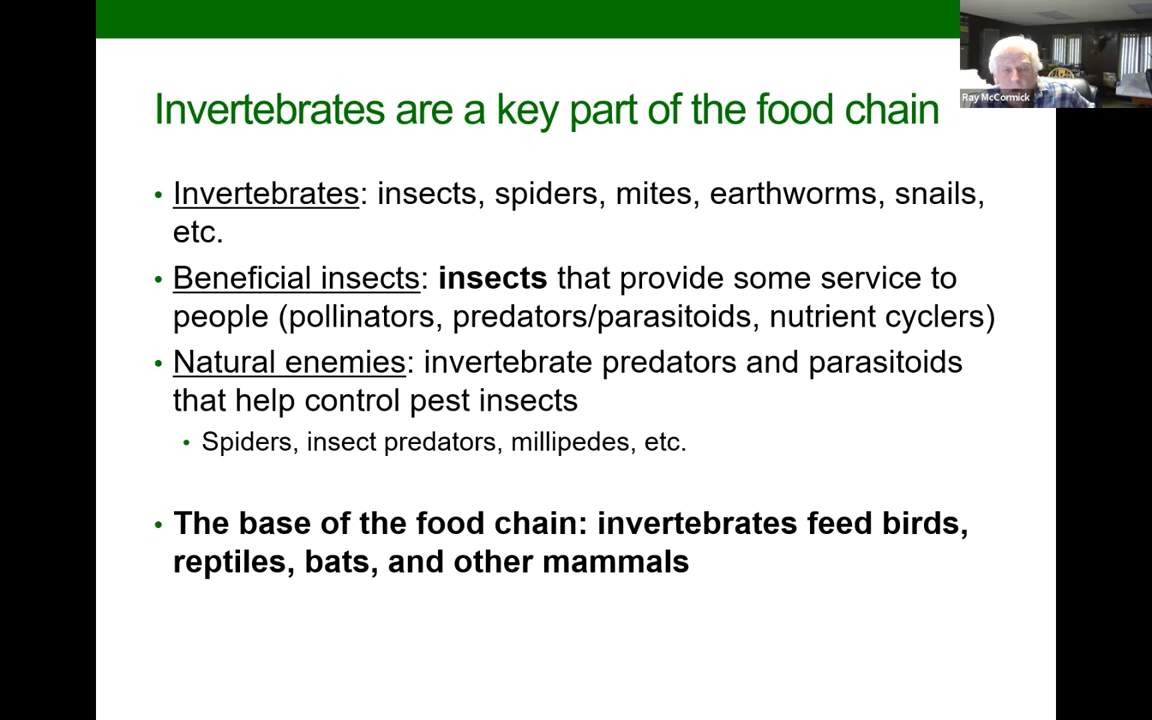 Invertebrates are a key part of the food chain
Ray McCormick
• Invertebrates: insects, spiders, mites, earthworms, snails,
etc.
• Beneficial insects: insects that provide some service to
people (pollinators, predators/parasitoids, nutrient cyclers)
• Natural enemies: invertebrate predators and parasitoids
that help control pest insects
• Spiders, insect predators, millipedes, etc.
• The base of the food chain: invertebrates feed birds,
reptiles, bats, and other mammals